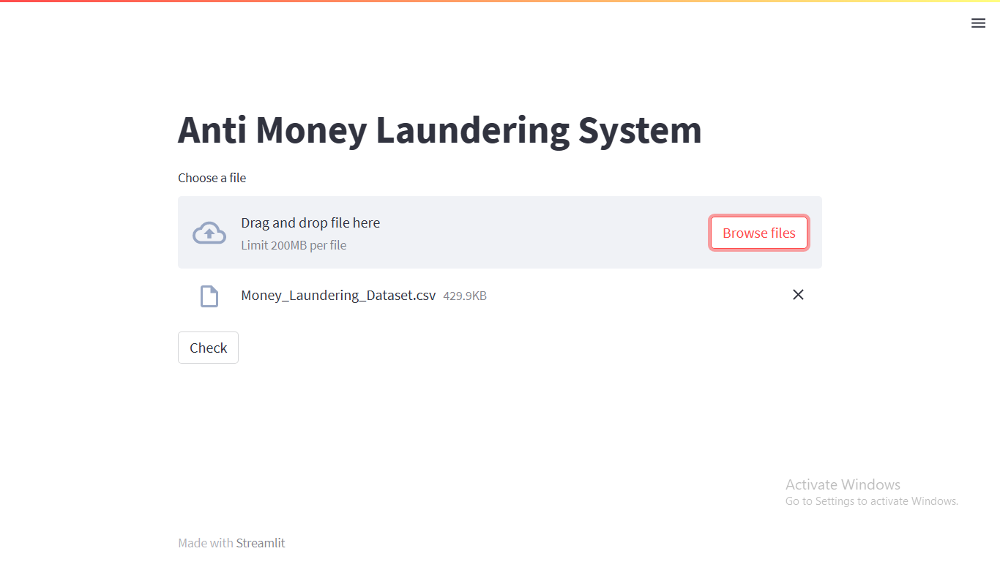 Anti Money Laundering System
Choose a file
Drag and drop file here
Limit 200MB per file
Browse files
Money_Laundering_Dataset.csv 429.9KB
Check
Activate Windows
Go to Settings to activate Windows.
Made with Streamlit